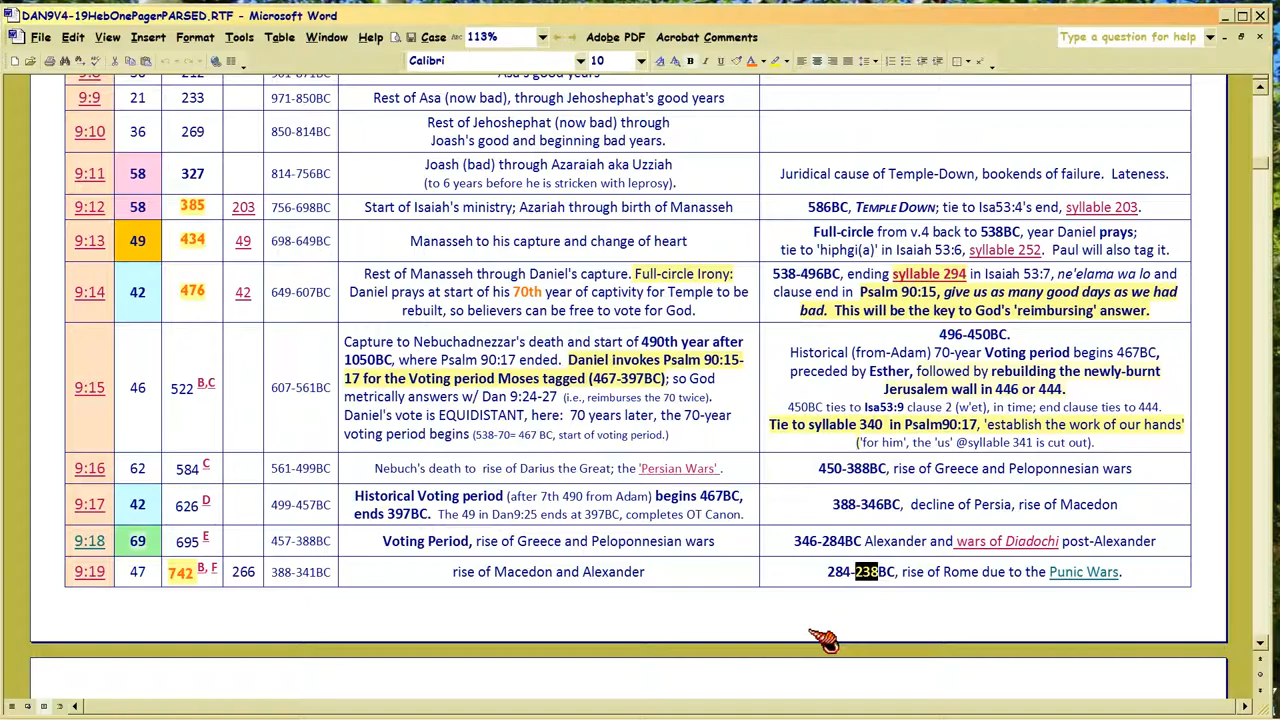 DAN9V4-19HebOnePagerPARSED.RTF - Microsoft Word
File Edit View Insert Format Tools Table Window Help Case 113% Adobe PDF Acrobat Comments Type a question for help
Calibri 10 B I U
9:9 21 233 971-850BC Rest of Asa (now bad), through Jehoshephat's good years
9:10 36 269 850-814BC Rest of Jehoshephat (now bad) through
Joash's good and beginning bad years.
9:11 58 327 814-756BC Joash (bad) through Azaraiah aka Uzziah
(to 6 years before he is stricken with leprosy).
Juridical cause of Temple-Down, bookends of failure. Lateness.
9:12 58 385 203 756-698BC Start of Isaiah's ministry; Azariah through birth of Manasseh
586BC, TEMPLE DOWN; tie to Isa53:4's end, syllable 203.
9:13 49 434 49 698-649BC Manasseh to his capture and change of heart
Full-circle from v.4 back to 538BC, year Daniel prays;
tie to 'hiphgi(a)' in Isaiah 53:6, syllable 252. Paul will also tag it.
9:14 42 476 42 649-607BC Rest of Manasseh through Daniel's capture. Full-circle Irony:
Daniel prays at start of his 70th year of captivity for Temple to be
rebuilt, so believers can be free to vote for God.
538-496BC, ending syllable 294 in Isaiah 53:7, ne'elama wa lo and
clause end in Psalm 90:15, give us as many good days as we had
bad. This will be the key to God's 'reimbursing' answer.
9:15 46 522 B,C 607-561BC Capture to Nebuchadnezzar's death and start of 490th year after
1050BC, where Psalm 90:17 ended. Daniel invokes Psalm 90:15-
17 for the Voting period Moses tagged (467-397BC); so God
metrically answers w/ Dan 9:24-27 (i.e., reimburses the 70 twice).
Daniel's vote is EQUIDISTANT, here: 70 years later, the 70-year
voting period begins (538-70= 467 BC, start of voting period.)
496-450BC.
Historical (from-Adam) 70-year Voting period begins 467BC,
preceded by Esther, followed by rebuilding the newly-burnt
Jerusalem wall in 446 or 444.
450BC ties to Isa53:9 clause 2 (w'et), in time; end clause ties to 444.
Tie to syllable 340 in Psalm90:17, 'establish the work of our hands'
('for him', the 'us' @syllable 341 is cut out).
9:16 62 584 C 561-499BC Nebuch's death to rise of Darius the Great; the 'Persian Wars' .
450-388BC, rise of Greece and Peloponnesian wars
9:17 42 626 D 499-457BC Historical Voting period (after 7th 490 from Adam) begins 467BC,
ends 397BC. The 49 in Dan9:25 ends at 397BC, completes OT Canon.
388-346BC, decline of Persia, rise of Macedon
9:18 69 695 E 457-388BC Voting Period, rise of Greece and Peloponnesian wars
346-284BC Alexander and wars of Diadochi post-Alexander
9:19 47 742 B, F 266 388-341BC rise of Macedon and Alexander
284-238BC, rise of Rome due to the Punic Wars.